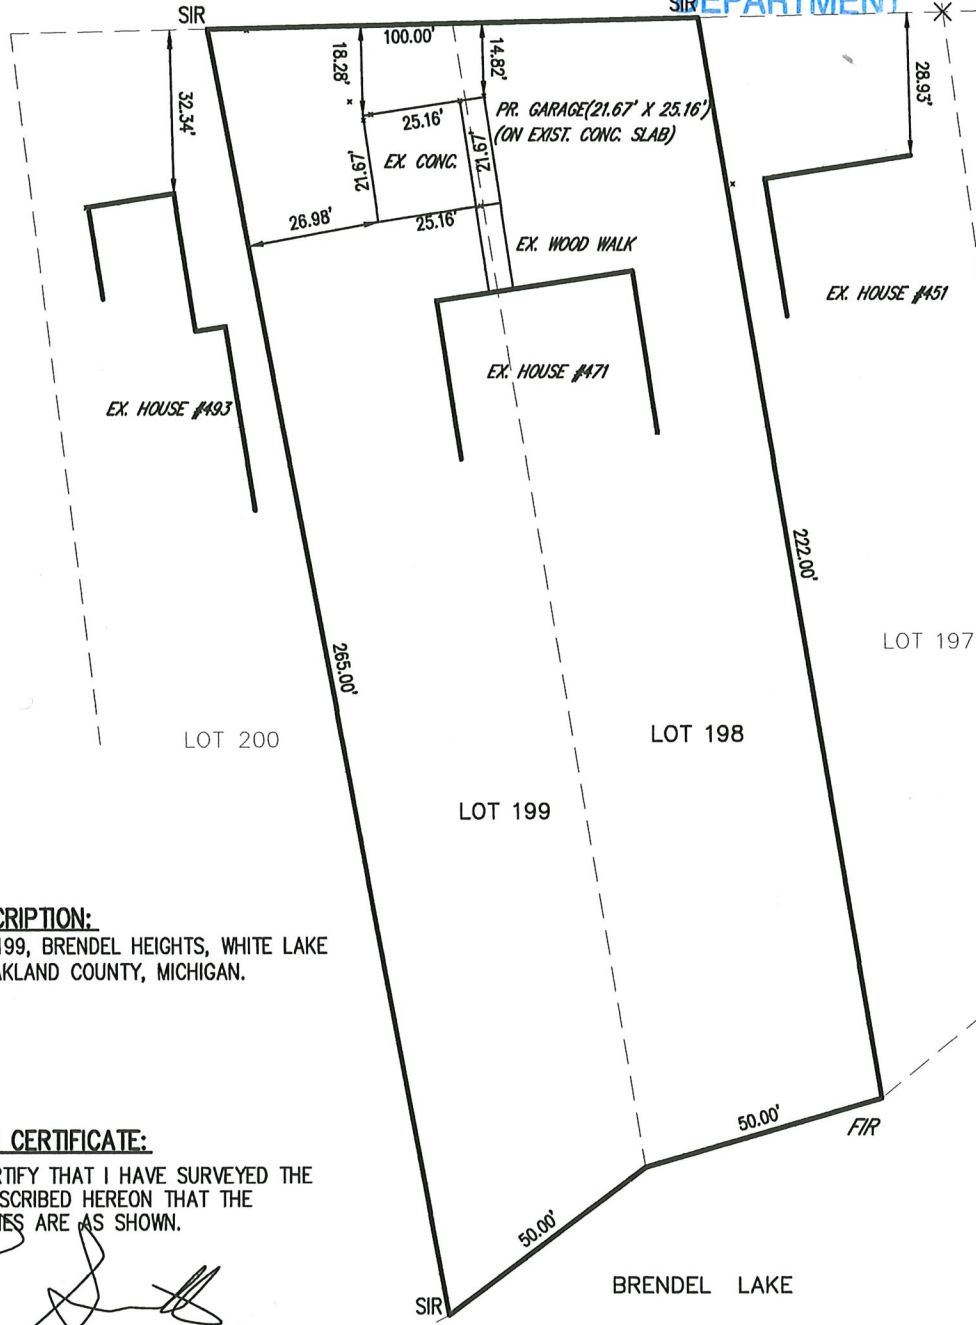 DEPARTMENT
SIR
SIR
100.00'
32.34'
18.28'
14.82'
28.93'
PR. GARAGE(21.67' X 25.16')
(ON EXIST. CONC. SLAB)
25.16'
EX. CONC.
21.67'
21.67'
26.98'
25.16'
EX. WOOD WALK
EX. HOUSE #451
EX. HOUSE #471
EX. HOUSE #493
222.00'
265.00'
LOT 197
LOT 200
LOT 198
LOT 199
CRIPTION:
199, BRENDEL HEIGHTS, WHITE LAKE
AKLAND COUNTY, MICHIGAN.
CERTIFICATE:
RTIFY THAT I HAVE SURVEYED THE
SCRIBED HEREON THAT THE
ES ARE AS SHOWN.
50.00'
FIR
50.00'
SIR
BRENDEL LAKE